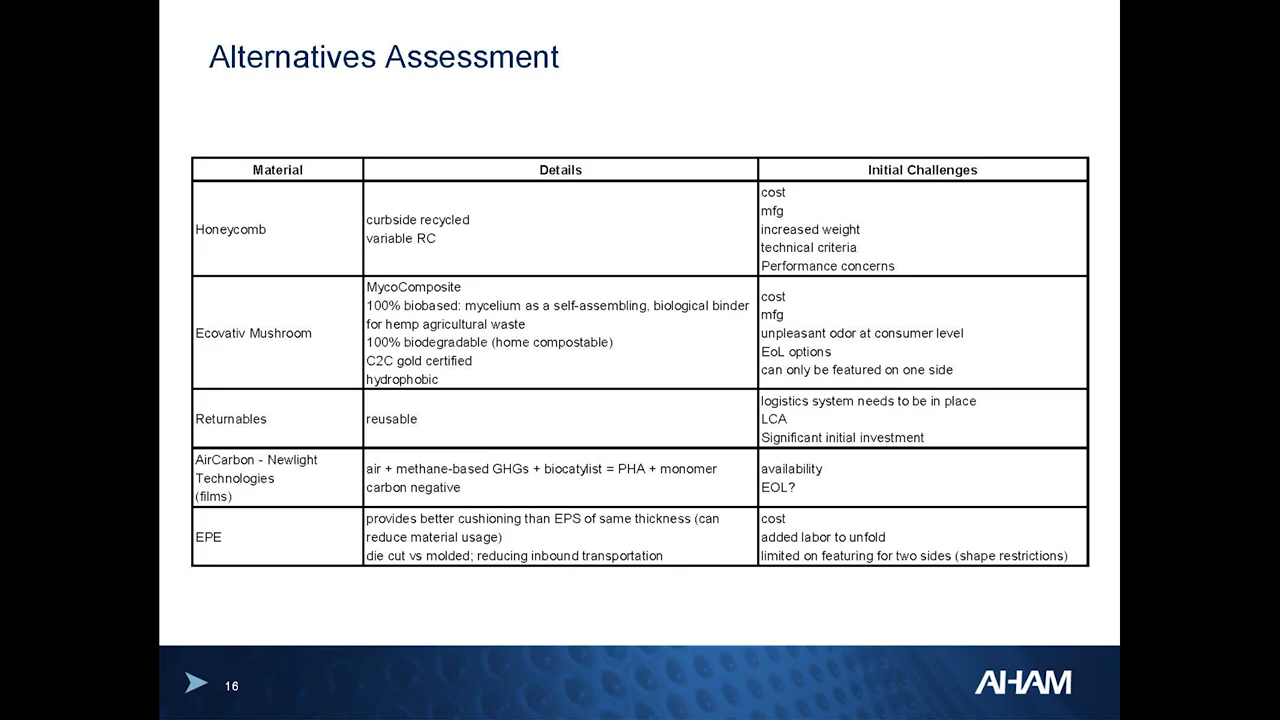 Alternatives Assessment
Material
Details
Initial Challenges
Honeycomb
curbside recycled
variable RC
cost
mfg
increased weight
technical criteria
Performance concerns
Ecovativ Mushroom
MycoComposite
100% biobased: mycelium as a self-assembling, biological binder
for hemp agricultural waste
100% biodegradable (home compostable)
C2C gold certified
hydrophobic
cost
mfg
unpleasant odor at consumer level
EoL options
can only be featured on one side
Returnables
reusable
logistics system needs to be in place
LCA
Significant initial investment
AirCarbon - Newlight
Technologies
(films)
air + methane-based GHGs + biocatylist = PHA + monomer
carbon negative
availability
EOL?
EPE
provides better cushioning than EPS of same thickness (can
reduce material usage)
die cut vs molded; reducing inbound transportation
cost
added labor to unfold
limited on featuring for two sides (shape restrictions)
16
AHAM